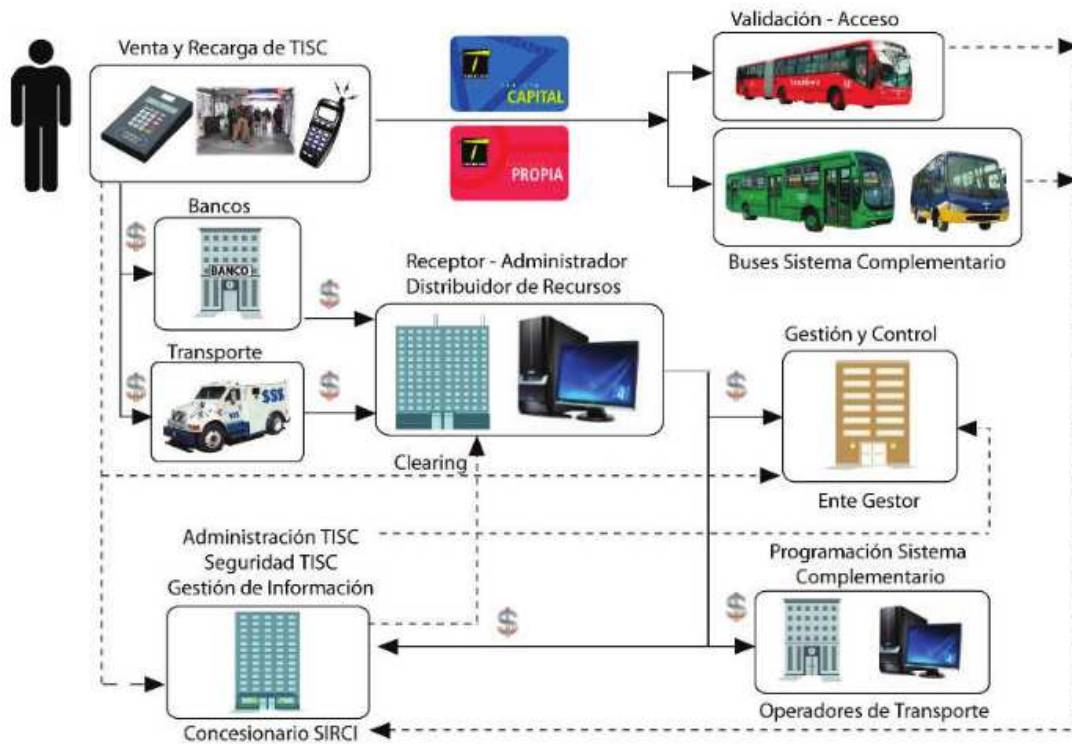 Venta y Recarga de TISC
CAPITAL
PROPIA
Validación - Acceso
Buses Sistema Complementario
Bancos
$
BANCO
$
Receptor - Administrador
Distribuidor de Recursos
Transporte
$
$$$
$
Clearing
Gestión y Control
$
Ente Gestor
Administración TISC
Seguridad TISC
Gestión de Información
$
Concesionario SIRCI
Programación Sistema
Complementario
$
Operadores de Transporte